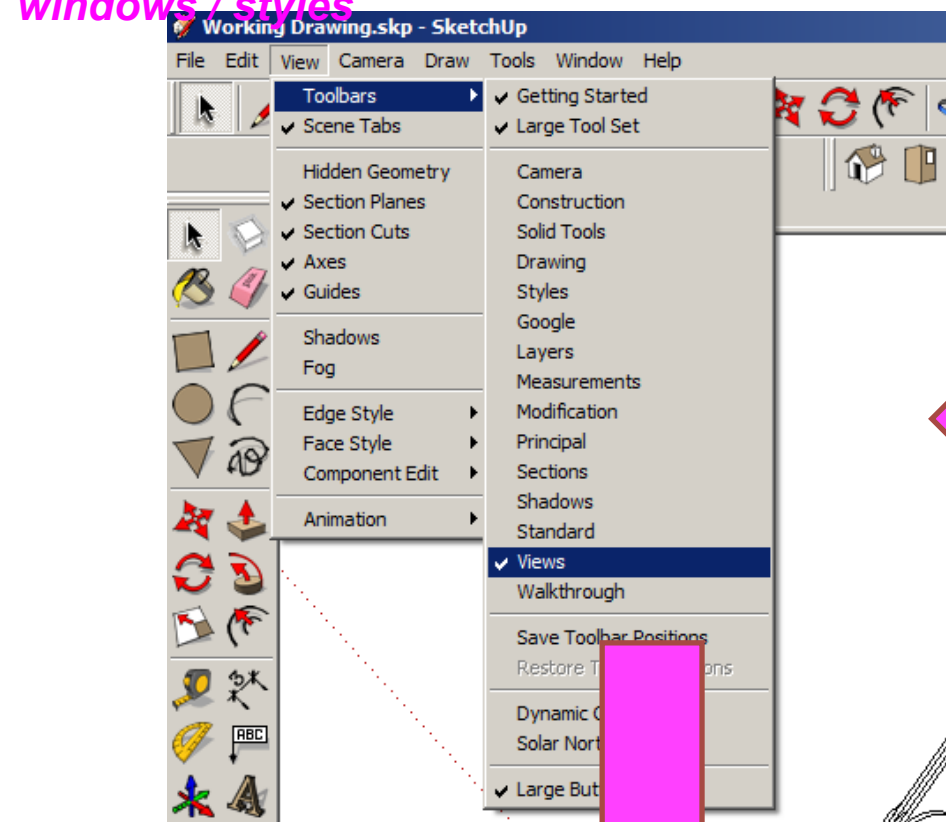 windows / styles
Working Drawing.skp - SketchUp
File Edit View Camera Draw Tools Window Help
Toolbars
Scene Tabs
Hidden Geometry
Section Planes
Section Cuts
Axes
Guides
Shadows
Fog
Edge Style
Face Style
Component Edit
Animation
Getting Started
Large Tool Set
Camera
Construction
Solid Tools
Drawing
Styles
Google
Layers
Measurements
Modification
Principal
Sections
Shadows
Standard
Views
Walkthrough
Save Toolbar Positions
Restore
Dynamic
Solar
Large
ABC